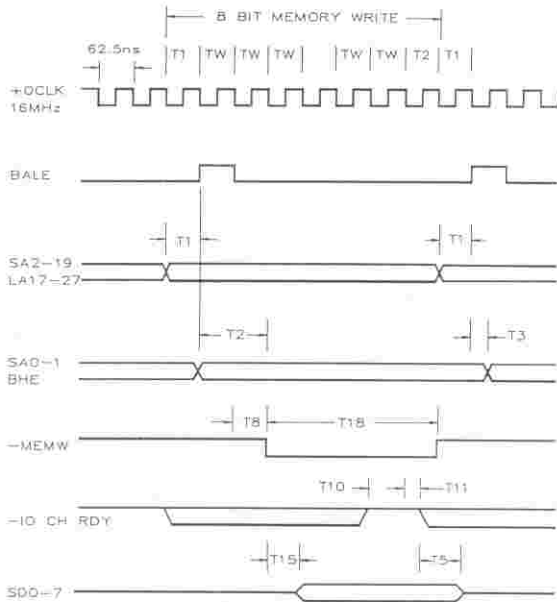 8 BIT MEMORY WRITE
62.5ns
T1 TW TW TW TW TW T2 T1
+OCLK
16MHz
BALE
T1 T1
SA2-19
LA17-27
T2 T3
SA0-1
BHE
T8 T18
-MEMW
T10 T11
-IO CH RDY
T15 T5
SD0-7